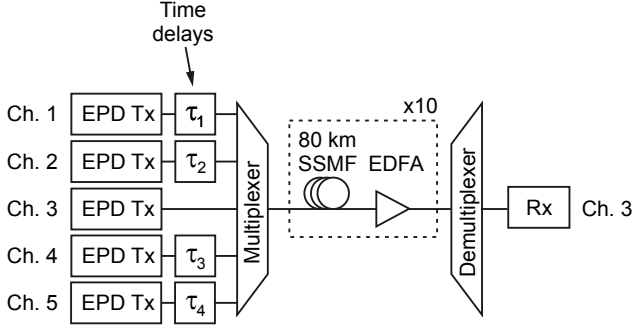 Time
delays
Ch. 1 EPD Tx τ1
x10
Ch. 2 EPD Tx τ2
80 km
SSMF EDFA
Ch. 3 EPD Tx
Multiplexer
Demultiplexer
Rx Ch. 3
Ch. 4 EPD Tx τ3
Ch. 5 EPD Tx τ4